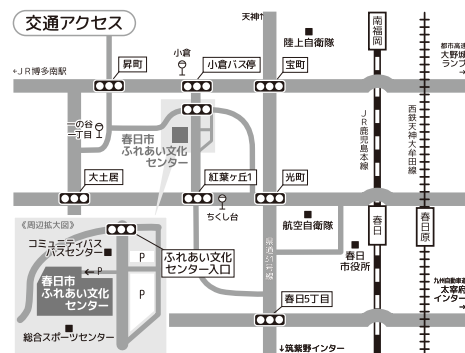 交通アクセス
天神↑
陸上自衛隊
南福岡
都市高速
大野城
ランプ
小倉
昇町
小倉バス停
宝町
←JR博多南駅
一の谷
一丁目
春日市
ふれあい文化
センター
JR鹿児島本線
西鉄天神大牟田線
大土居
紅葉ヶ丘1
光町
ちくし台
航空自衛隊
春日
春日原
春日
市役所
《周辺拡大図》
コミュニティバス
バスセンター
ふれあい文化
センター入口
P
←P
P
春日市
ふれあい文化
センター
総合スポーツセンター
県道31号線
九州自動車道
太宰府
インター
春日5丁目
↓筑紫野インター